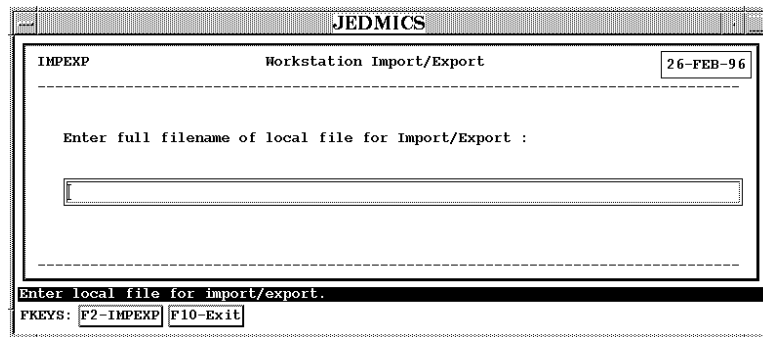 JEDMICS
IMPEXP Workstation Import/Export 26-FEB-96
Enter full filename of local file for Import/Export :
Enter local file for import/export.
FKEYS: F2-IMPEXP F10-Exit